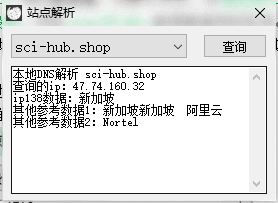 站点解析
sci-hub.shop
查询
本地DNS解析 sci-hub.shop
查询的ip: 47.74.160.32
ip138数据: 新加坡
其他参考数据1: 新加坡新加坡  阿里云
其他参考数据2: Nortel